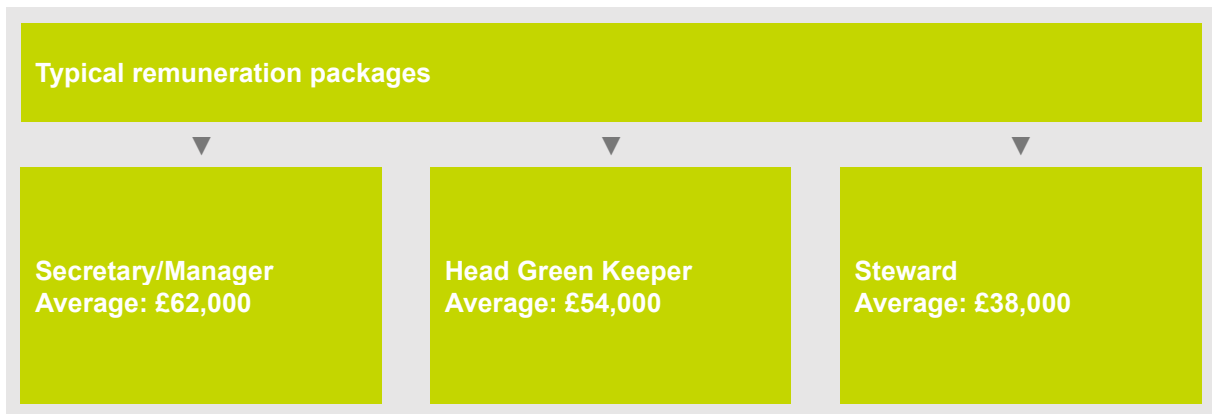 Typical remuneration packages
Secretary/Manager
Average: £62,000
Head Green Keeper
Average: £54,000
Steward
Average: £38,000